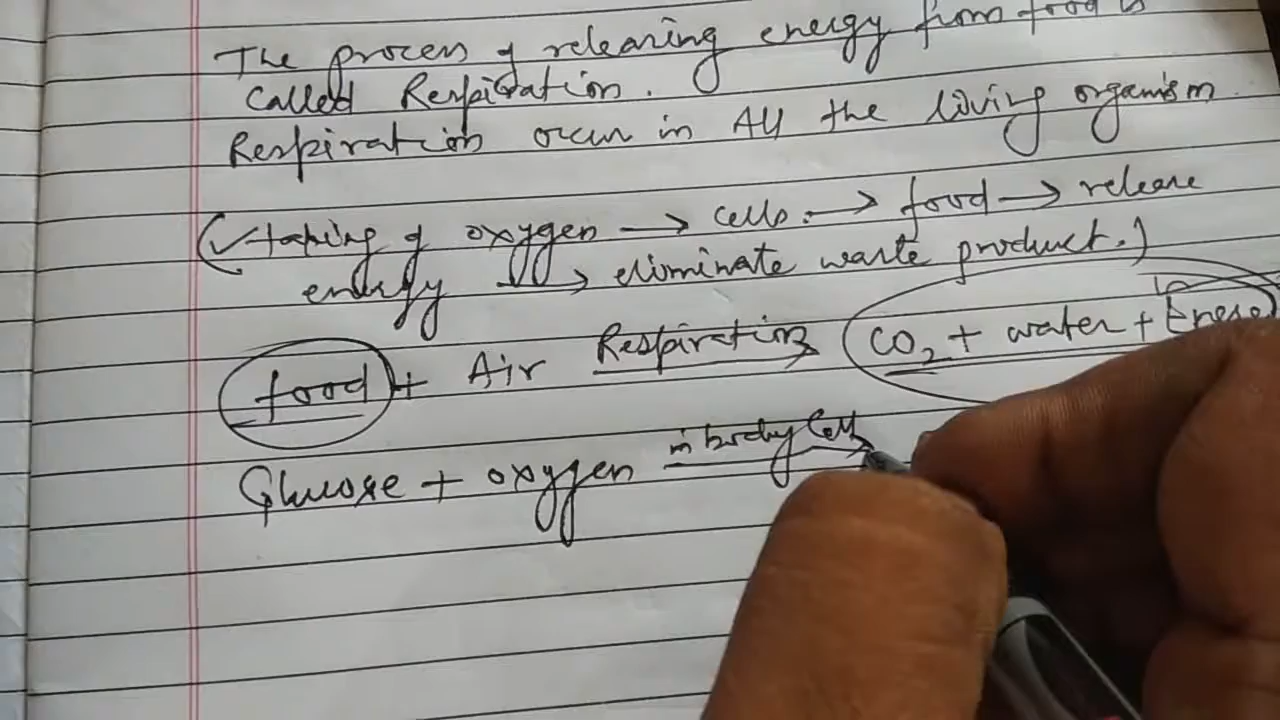 The process of releasing energy from food is
called Respiration.
Respiration occur in All the living organism.
(✓ taking of oxygen → cells. → food → release
energy → eliminate waste product.)
food + Air Respiration → CO₂ + water +
Glucose + oxygen in body Cell →